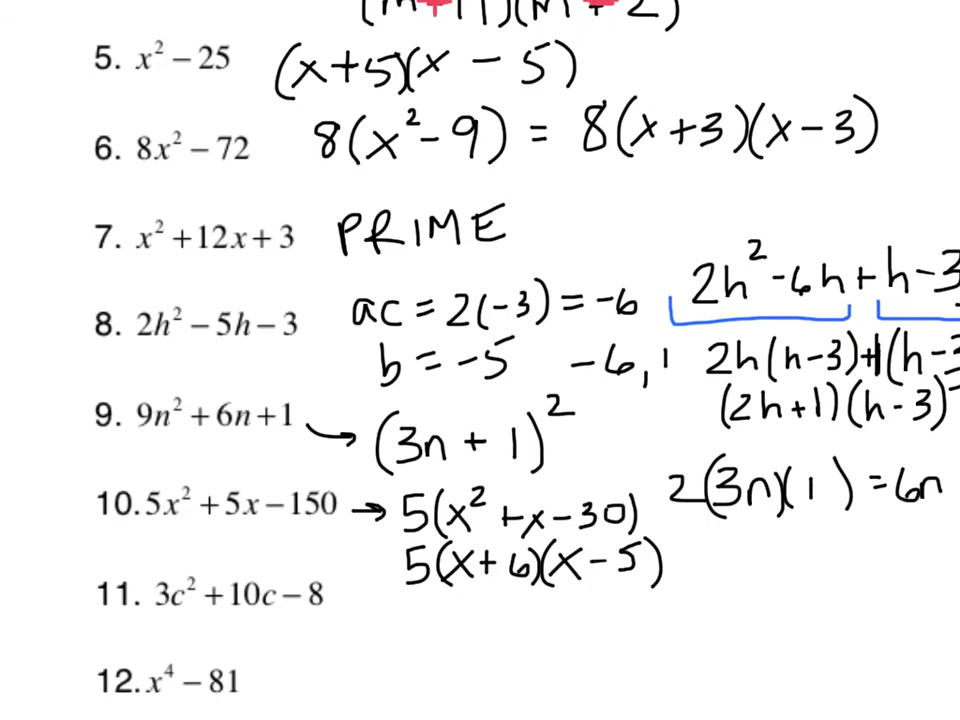 (m+11)(m+2)
5. x² – 25 (x+5)(x – 5)
6. 8x² – 72 8(x² – 9) = 8(x+3)(x–3)
7. x² +12x+3 PRIME
8. 2h² – 5h – 3 ac = 2(-3) = -6 2h² -6h + h-3
b = -5 -6, 1 2h(h-3)+1(h-3
(2h+1)(h-3)
9. 9n² + 6n + 1 → (3n + 1)²
2(3n)(1) = 6n
10. 5x² + 5x – 150 → 5(x² +x – 30)
5(x+6)(x – 5)
11. 3c² +10c – 8
12. x⁴ – 81